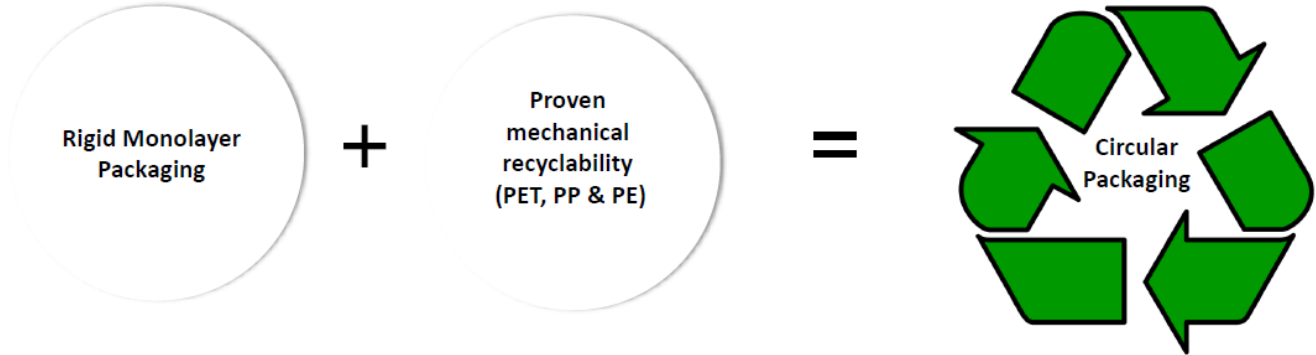 Rigid Monolayer
Packaging
+
Proven
mechanical
recyclability
(PET, PP & PE)
=
Circular
Packaging